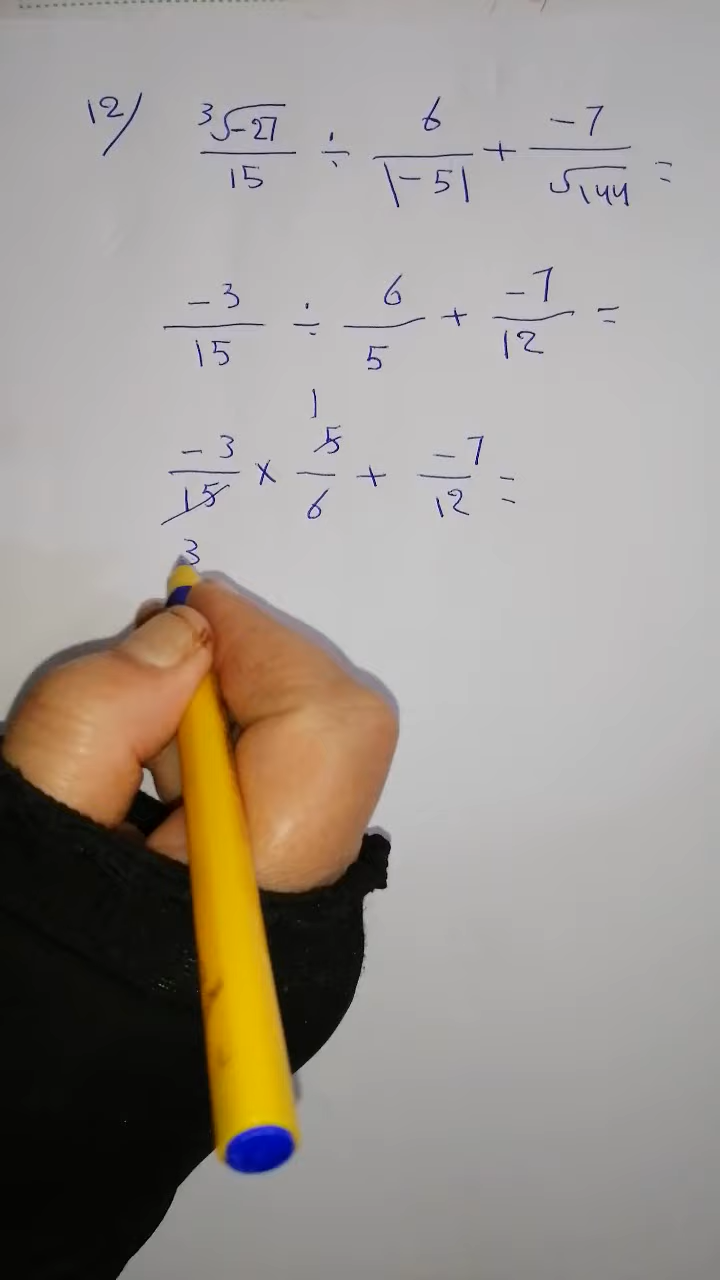 12/ ³√-27/15 ÷ 6/|-5| + -7/√144 =
-3/15 ÷ 6/5 + -7/12 =
1
-3/15 × 5/6 + -7/12 =
3